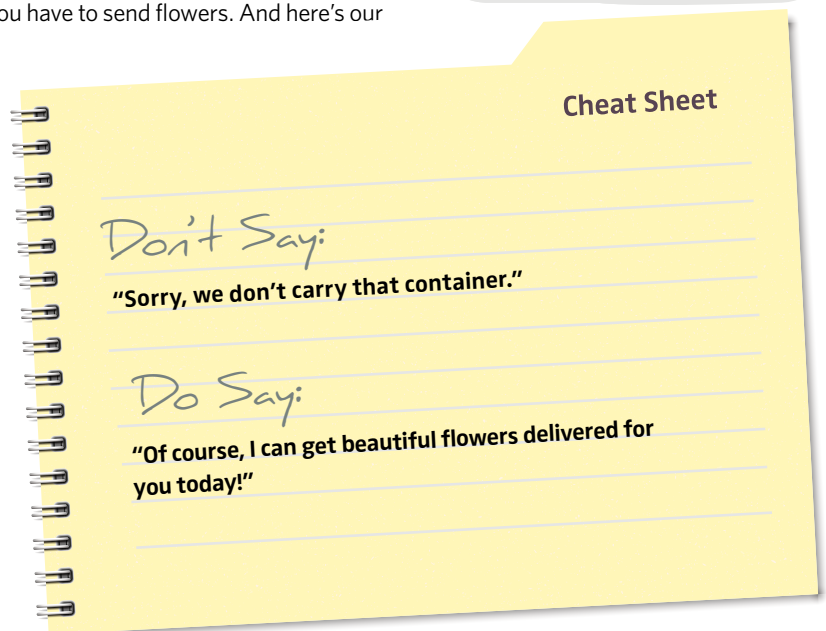 ou have to send flowers. And here's our
Cheat Sheet
Don't Say:
“Sorry, we don’t carry that container.”
Do Say:
“Of course, I can get beautiful flowers delivered for
you today!”